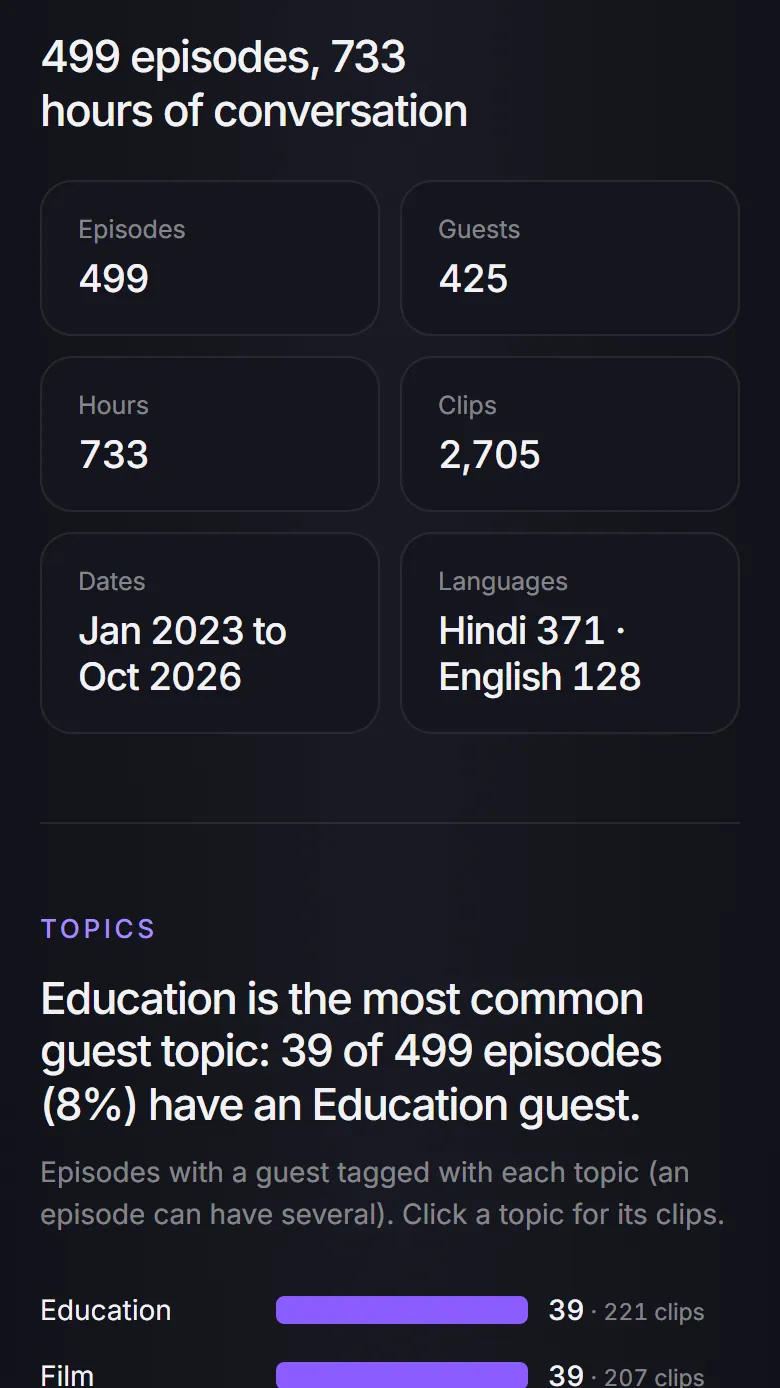 499 episodes, 733
hours of conversation
Episodes
499
Guests
425
Hours
733
Clips
2,705
Dates
Jan 2023 to
Oct 2026
Languages
Hindi 371 ·
English 128
TOPICS
Education is the most common
guest topic: 39 of 499 episodes
(8%) have an Education guest.
Episodes with a guest tagged with each topic (an
episode can have several). Click a topic for its clips.
Education 39 · 221 clips
Film 39 · 207 clips